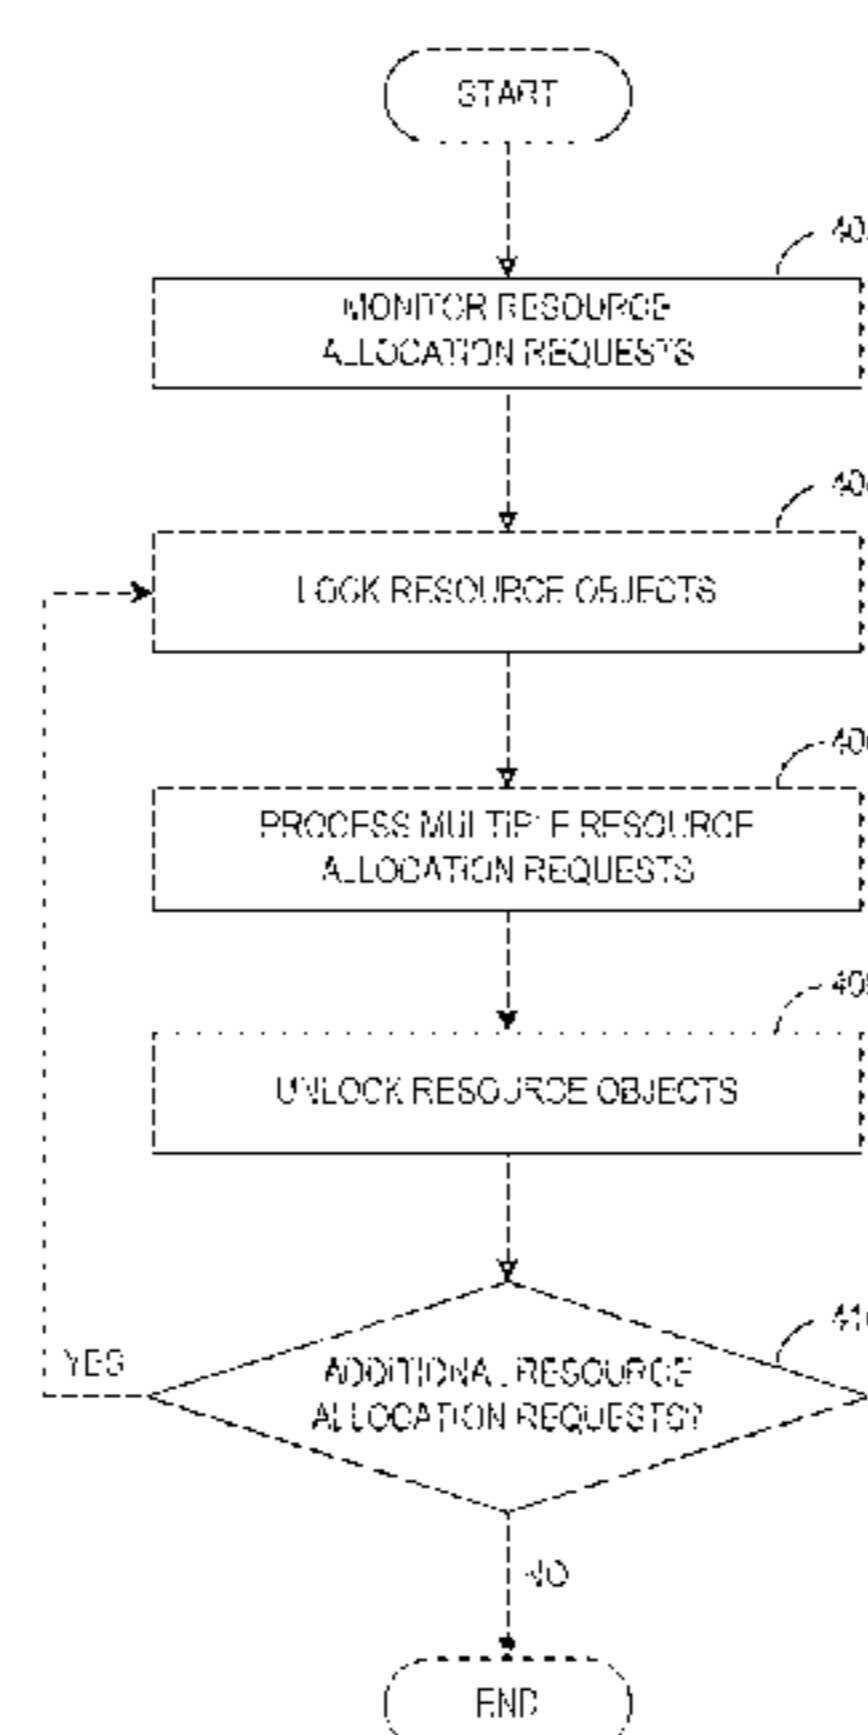 START
MONITOR RESOURCE
ALLOCATION REQUESTS
LOCK RESOURCE OBJECTS
PROCESS MULTIPLE RESOURCE
ALLOCATION REQUESTS
UNLOCK RESOURCE OBJECTS
YES
ADDITIONAL RESOURCE
ALLOCATION REQUESTS?
NO
END